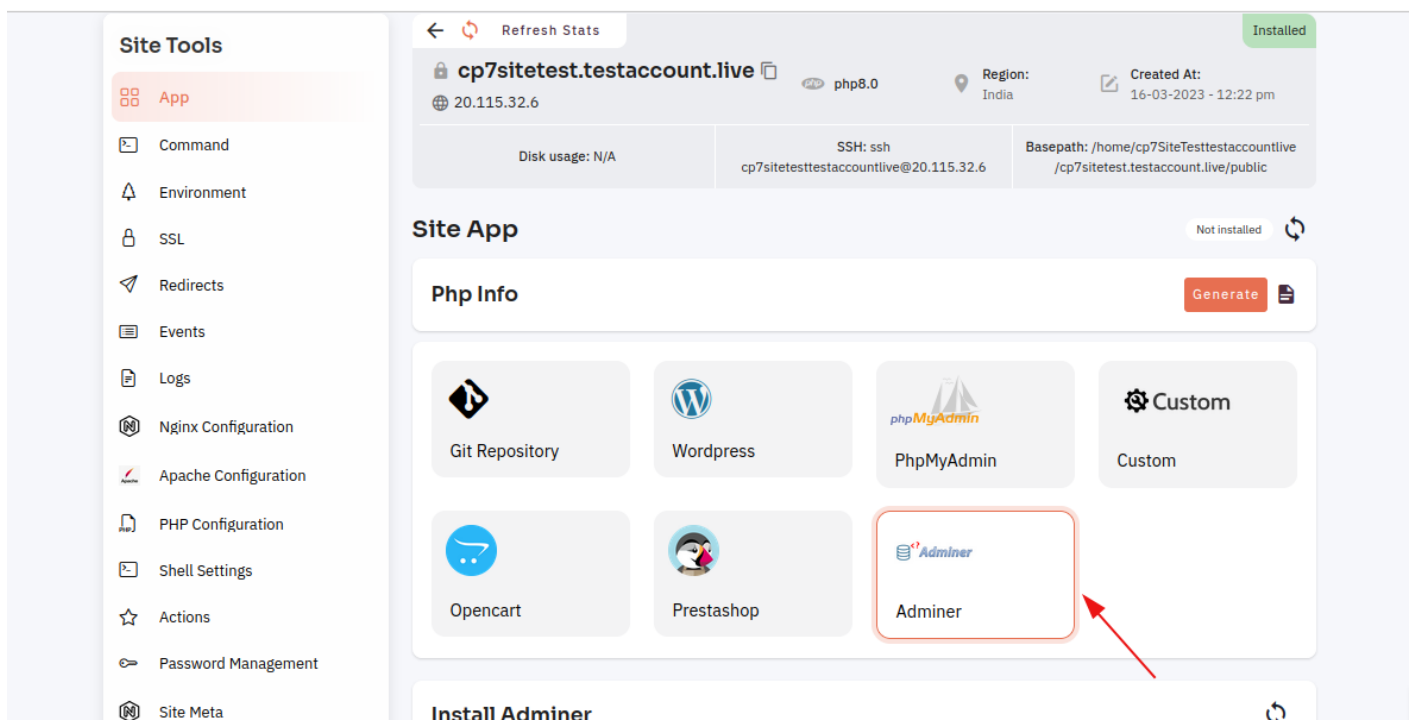 Site Tools
App
Command
Environment
SSL
Redirects
Events
Logs
Nginx Configuration
Apache Configuration
PHP Configuration
Shell Settings
Actions
Password Management
Site Meta
Refresh Stats
Installed
cp7sitetest.testaccount.live
20.115.32.6
php
php8.0
Region:
India
Created At:
16-03-2023 - 12:22 pm
Disk usage: N/A
SSH: ssh
cp7sitetesttestaccountlive@20.115.32.6
Basepath: /home/cp7SiteTesttestaccountlive
/cp7sitetest.testaccount.live/public
Site App
Not installed
Php Info
Generate
Git Repository
Wordpress
phpMyAdmin
PhpMyAdmin
Custom
Custom
Opencart
Prestashop
Adminer
Adminer
Install Adminer